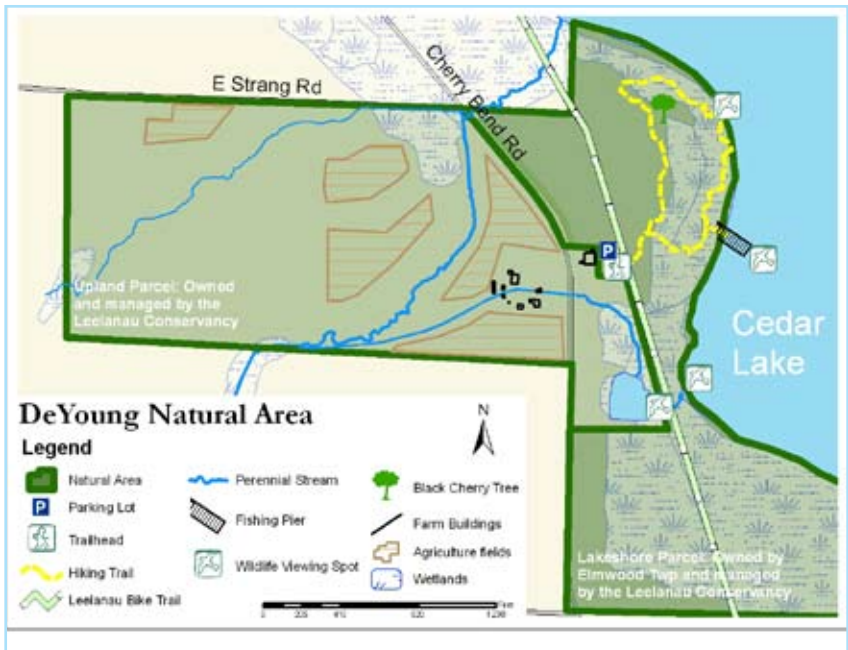 E Strang Rd
Cherry Bend Rd
P
Upland Parcel: Owned
and managed by the
Leelanau Conservancy
Cedar
Lake
DeYoung Natural Area
Legend
N
Natural Area
Perennial Stream
Black Cherry Tree
P
Parking Lot
Fishing Pier
Farm Buildings
Trailhead
Agriculture fields
Wildlife Viewing Spot
Hiking Trail
Wetlands
Leelanau Bike Trail
Lakeshore Parcel: Owned by
Elmwood Twp and managed
by the Leelanau Conservancy
0